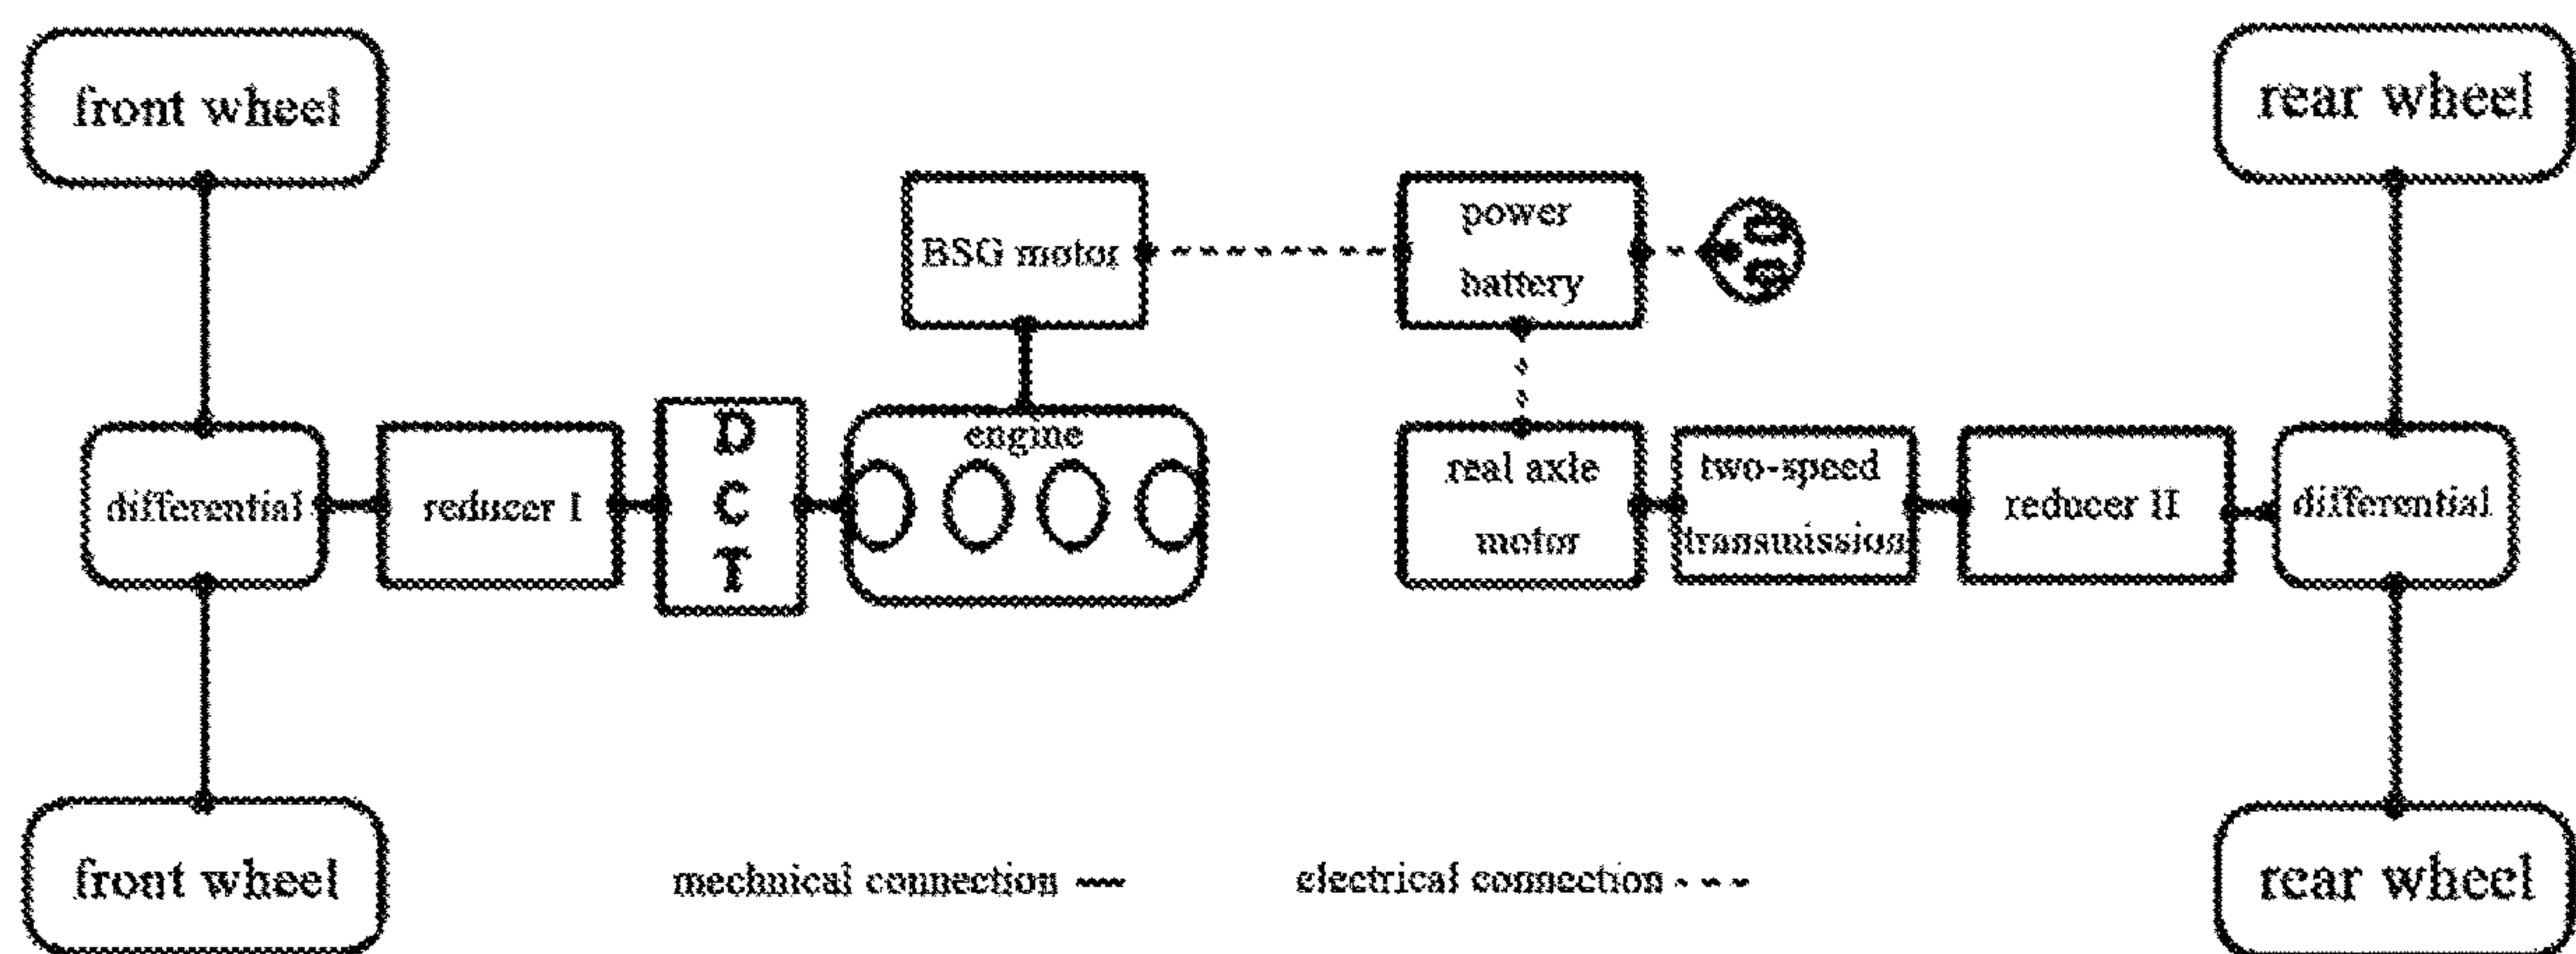 front wheel
rear wheel
BSG motor
power
battery
differential
reducer I
D
C
T
engine
real axle
motor
two-speed
transmission
reducer II
differential
front wheel
mechnical connection
electrical connection
rear wheel